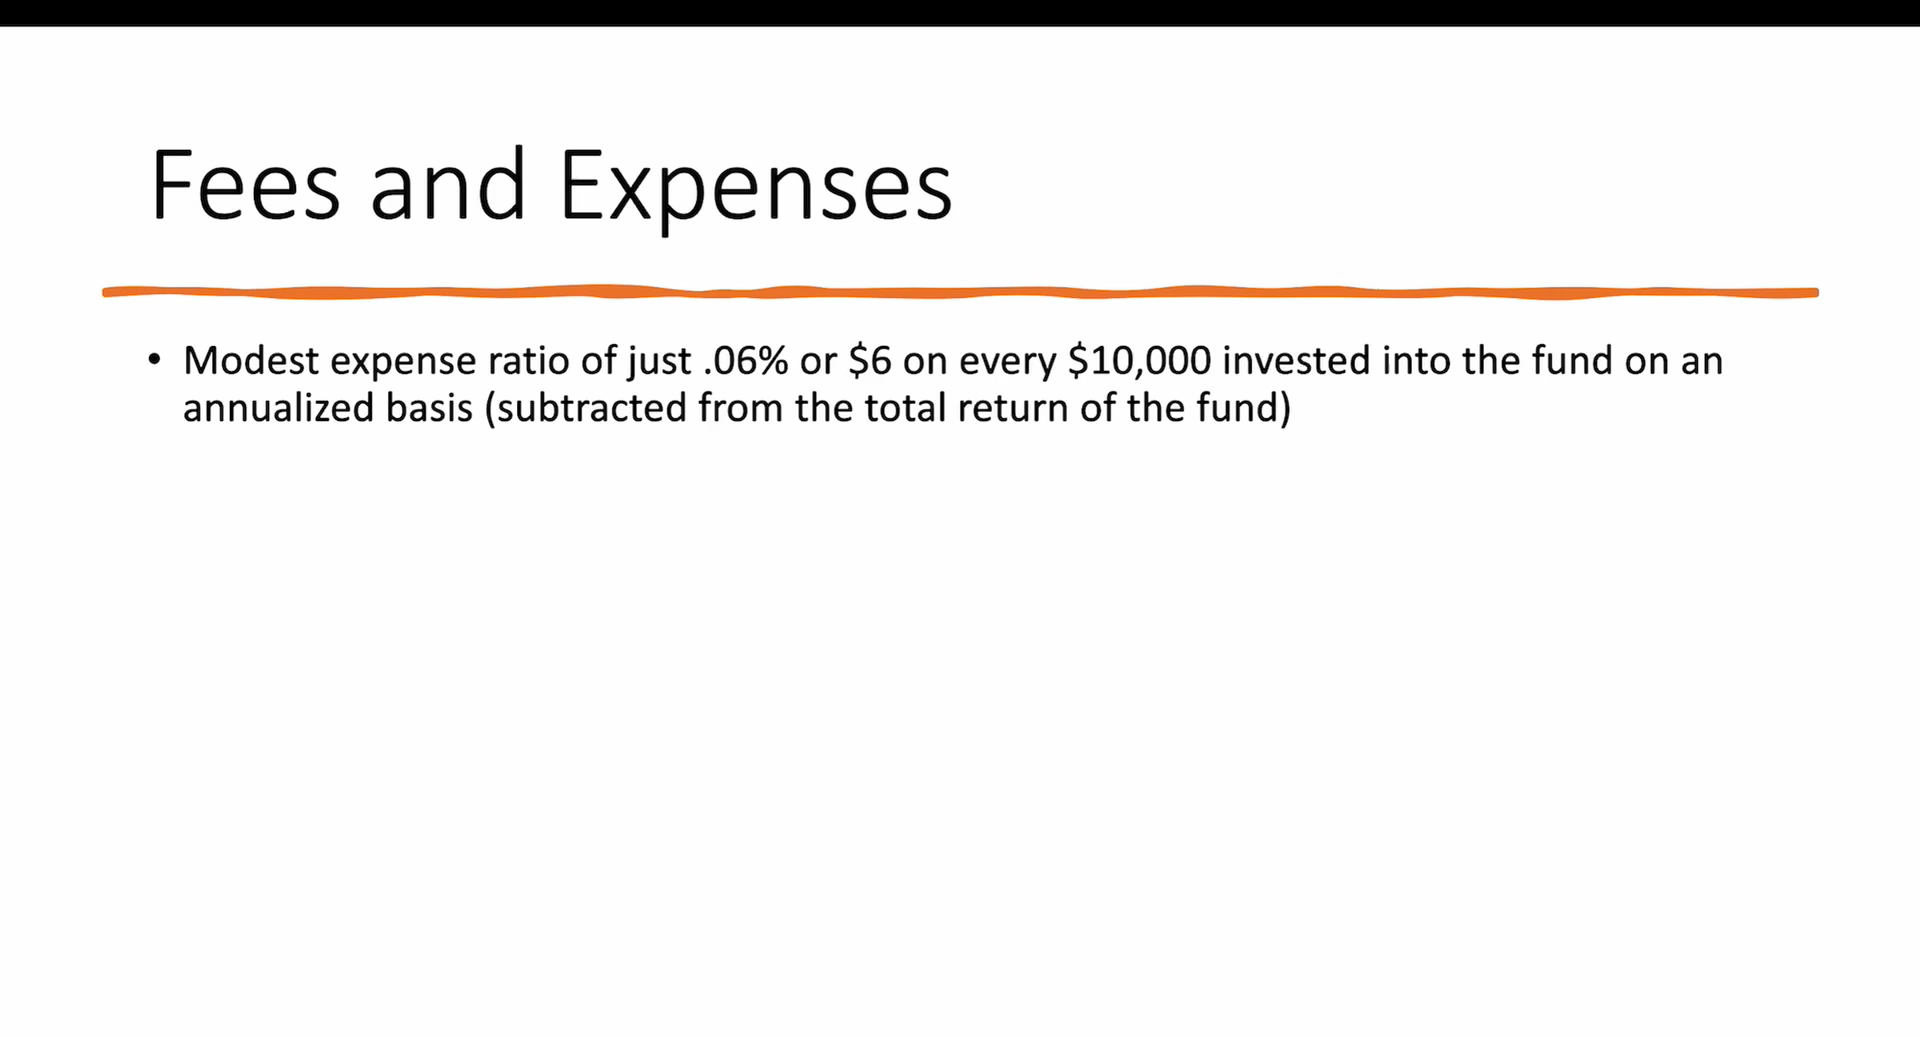 Fees and Expenses
• Modest expense ratio of just .06% or $6 on every $10,000 invested into the fund on an
annualized basis (subtracted from the total return of the fund)